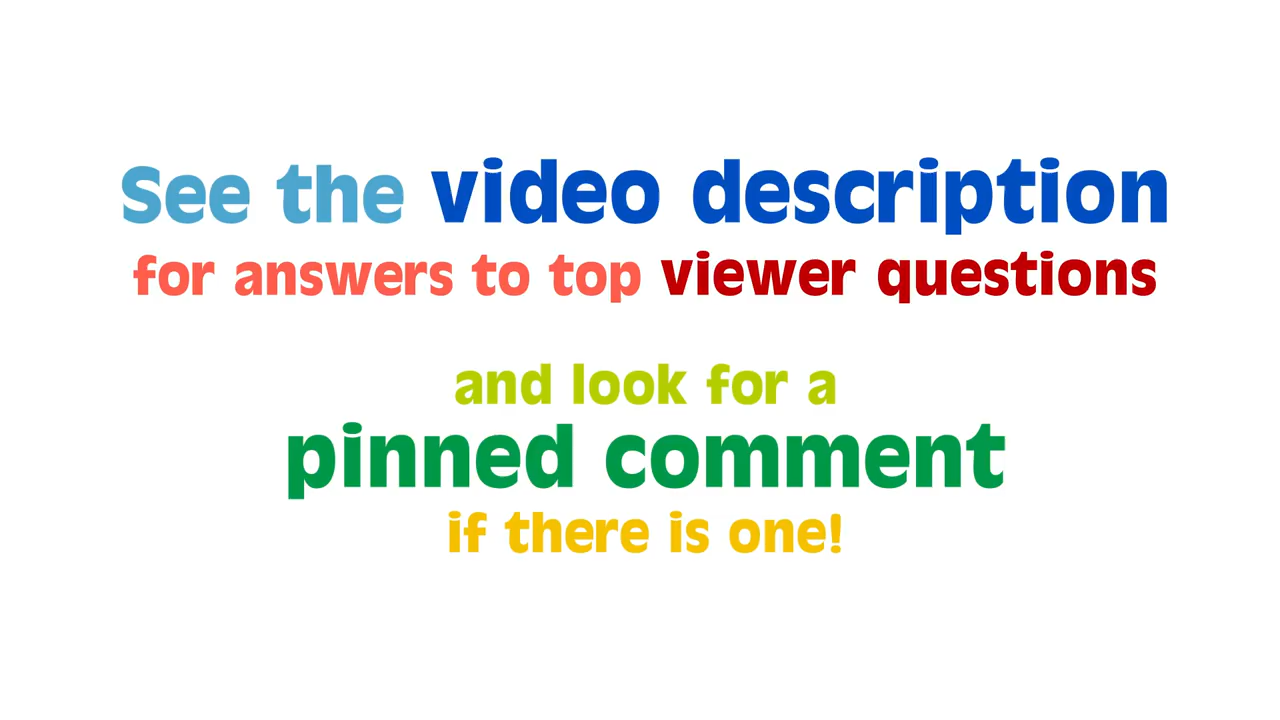 See the video description
for answers to top viewer questions
and look for a
pinned comment
if there is one!